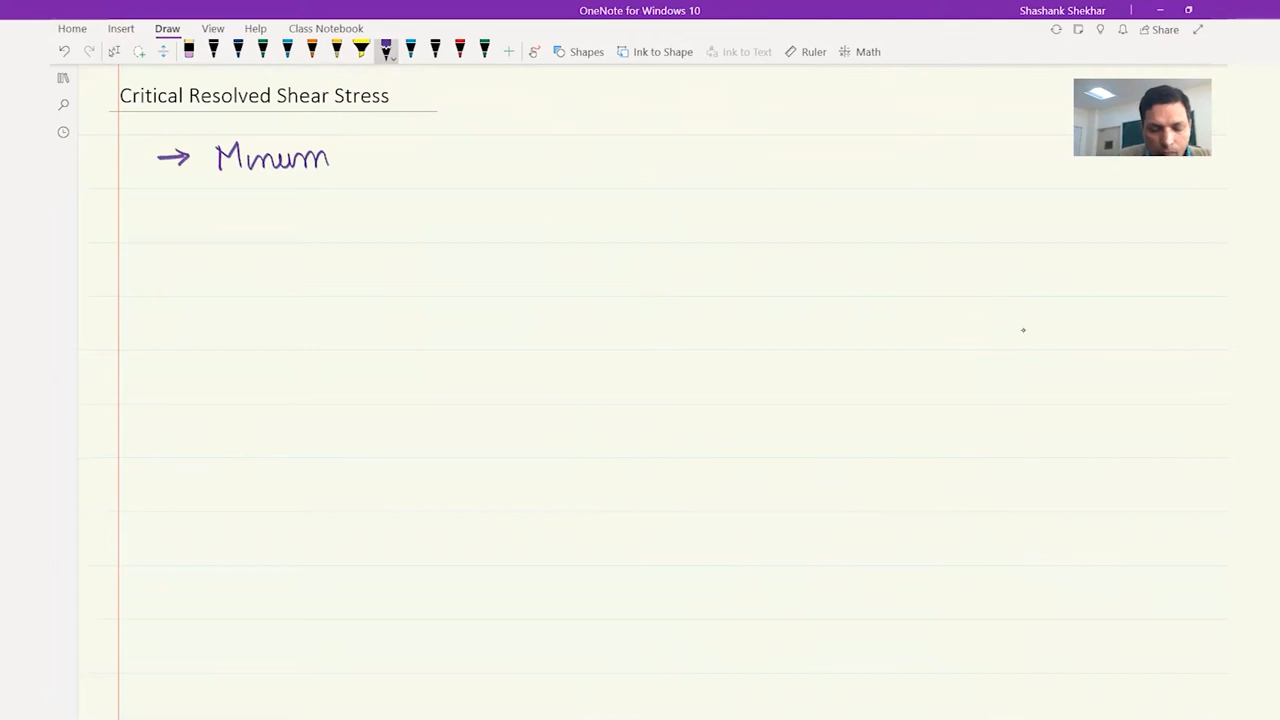 OneNote for Windows 10
Shashank Shekhar
Home Insert Draw View Help Class Notebook
Share
Shapes Ink to Shape Ink to Text Ruler Math
Critical Resolved Shear Stress
→ Minum